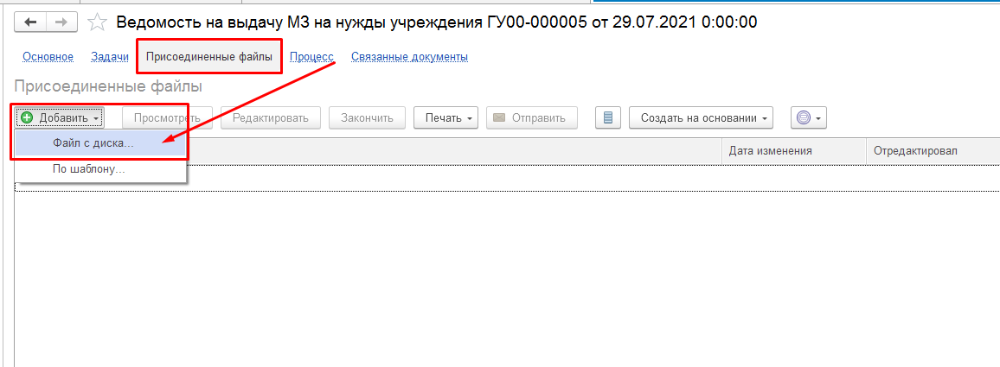 Ведомость на выдачу МЗ на нужды учреждения ГУ00-000005 от 29.07.2021 0:00:00
Основное Задачи Присоединенные файлы Процесс Связанные документы
Присоединенные файлы
Добавить Просмотреть Редактировать Закончить Печать Отправить Создать на основании
Файл с диска... Дата изменения Отредактировал
По шаблону...